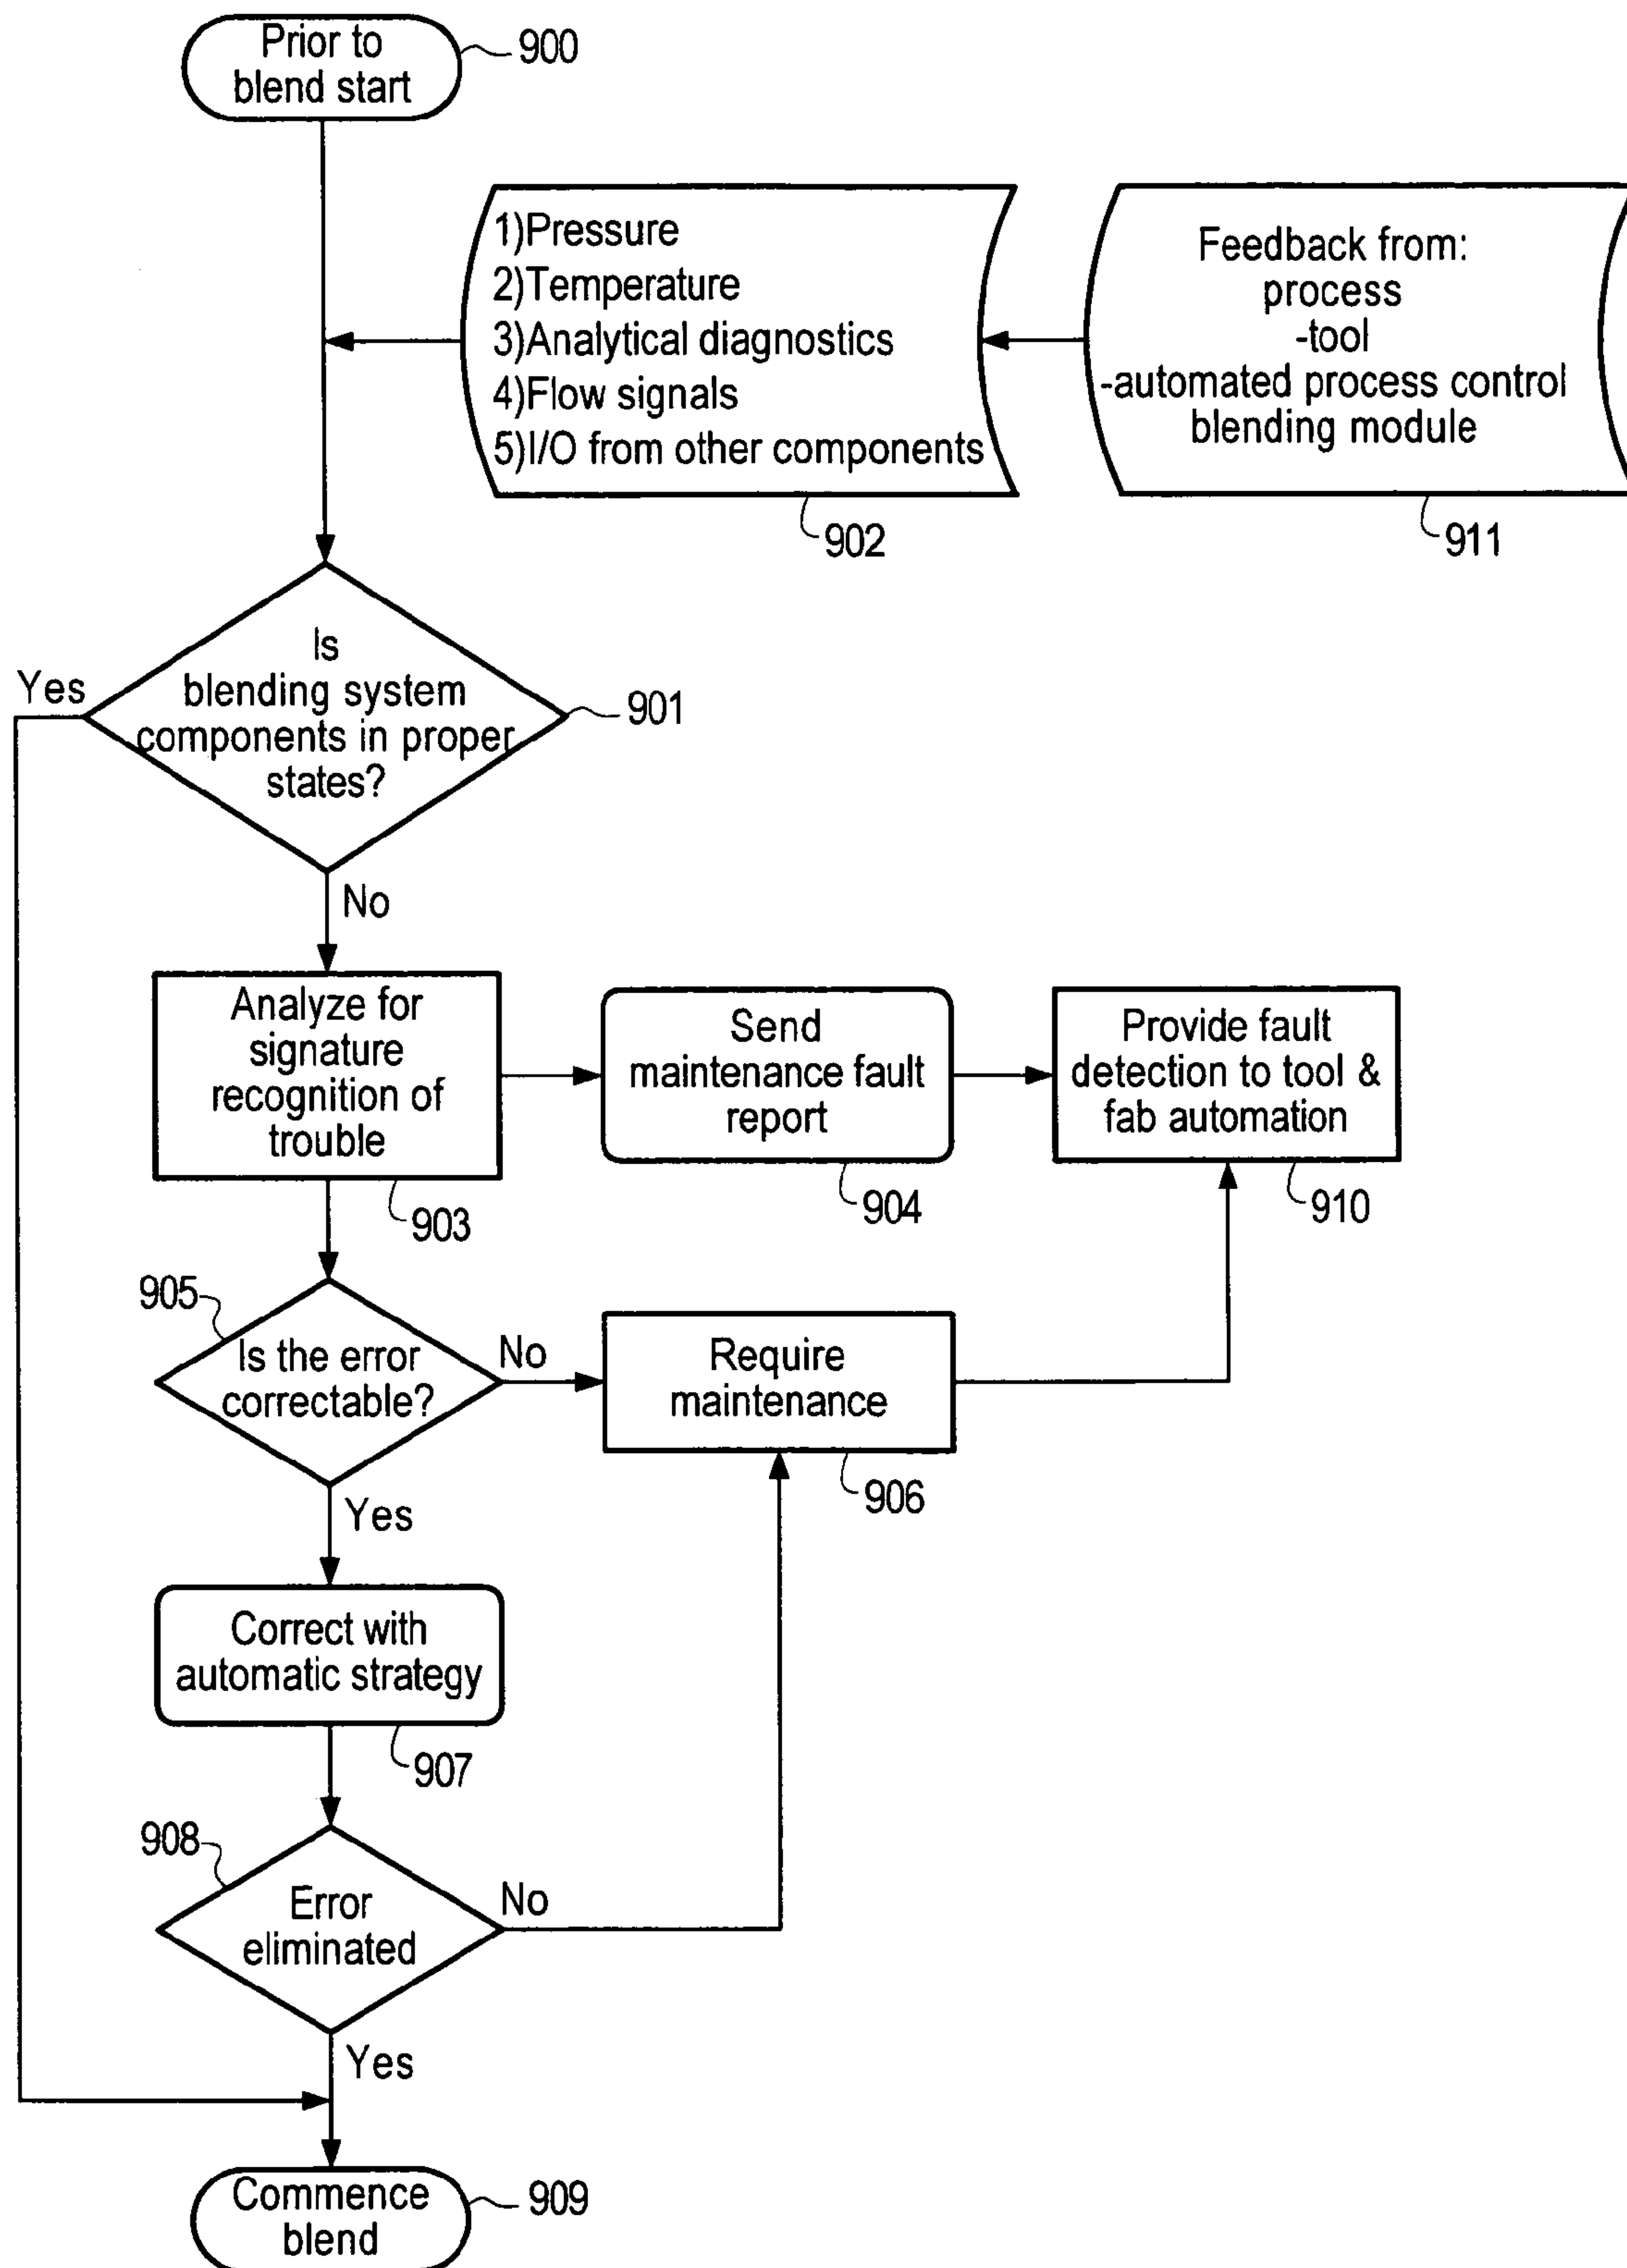 Prior to
blend start
900
1)Pressure
2)Temperature
3)Analytical diagnostics
4)Flow signals
5)I/O from other components
902
Feedback from:
process
-tool
-automated process control
blending module
911
Is
blending system
components in proper
states?
901
Yes
No
Analyze for
signature
recognition of
trouble
903
Send
maintenance fault
report
904
Provide fault
detection to tool &
fab automation
910
905
Is the error
correctable?
No
Require
maintenance
906
Yes
Correct with
automatic strategy
907
908
Error
eliminated
No
Yes
Commence
blend
909